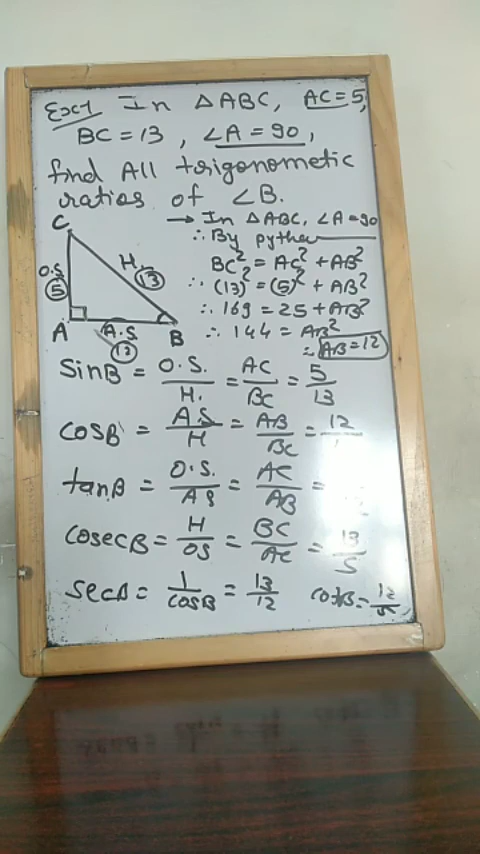 Ex-1 In △ABC, AC = 5,
BC = 13, ∠A = 90,
find All trigonometric
ratios of ∠B.
→ In △ABC, ∠A = 90
∴ By pytha
BC² = AC² + AB²
∴ (13)² = (5)² + AB²
∴ 169 = 25 + AB²
∴ 144 = AB²
∴ AB = 12
C
O.S
5
H.
13
A
A.S
12
B
SinB = O.S./H. = AC/BC = 5/13
cosB = A.S/H = AB/BC = 12/
tanB = O.S./AS = AC/AB =
cosecB = H/OS = BC/AC = 13/5
secB = 1/cosB = 13/12 cotB = 12/5